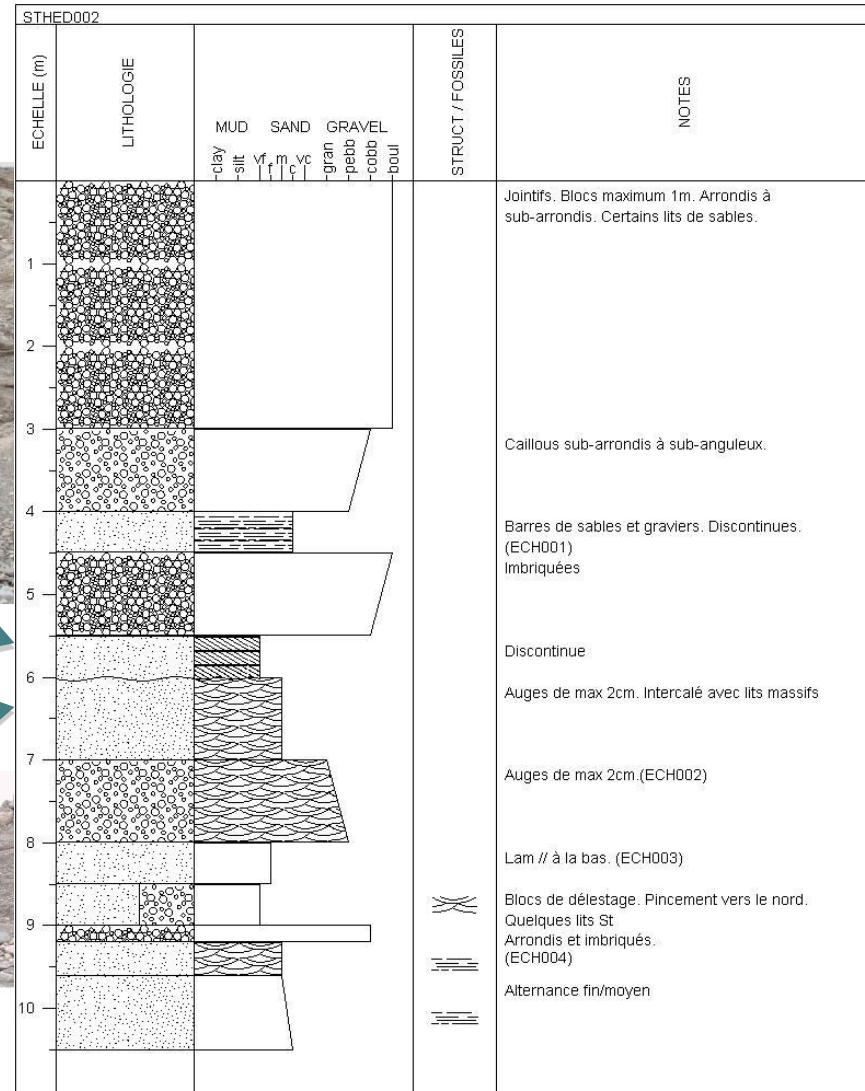 STHED002
ECHELLE (m)
LITHOLOGIE
MUD SAND GRAVEL
clay
silt
vf
f
m
c
vc
gran
pebb
cobb
boul
STRUCT / FOSSILES
NOTES
Jointifs. Blocs maximum 1m. Arrondis à
sub-arrondis. Certains lits de sables.
1
2
3
Caillous sub-arrondis à sub-anguleux.
4
Barres de sables et graviers. Discontinues.
(ECH001)
Imbriquées
5
Discontinue
6
Auges de max 2cm. Intercalé avec lits massifs
7
Auges de max 2cm.(ECH002)
8
Lam // à la bas. (ECH003)
Blocs de délestage. Pincement vers le nord.
9
Quelques lits St
Arrondis et imbriqués.
(ECH004)
Alternance fin/moyen
10